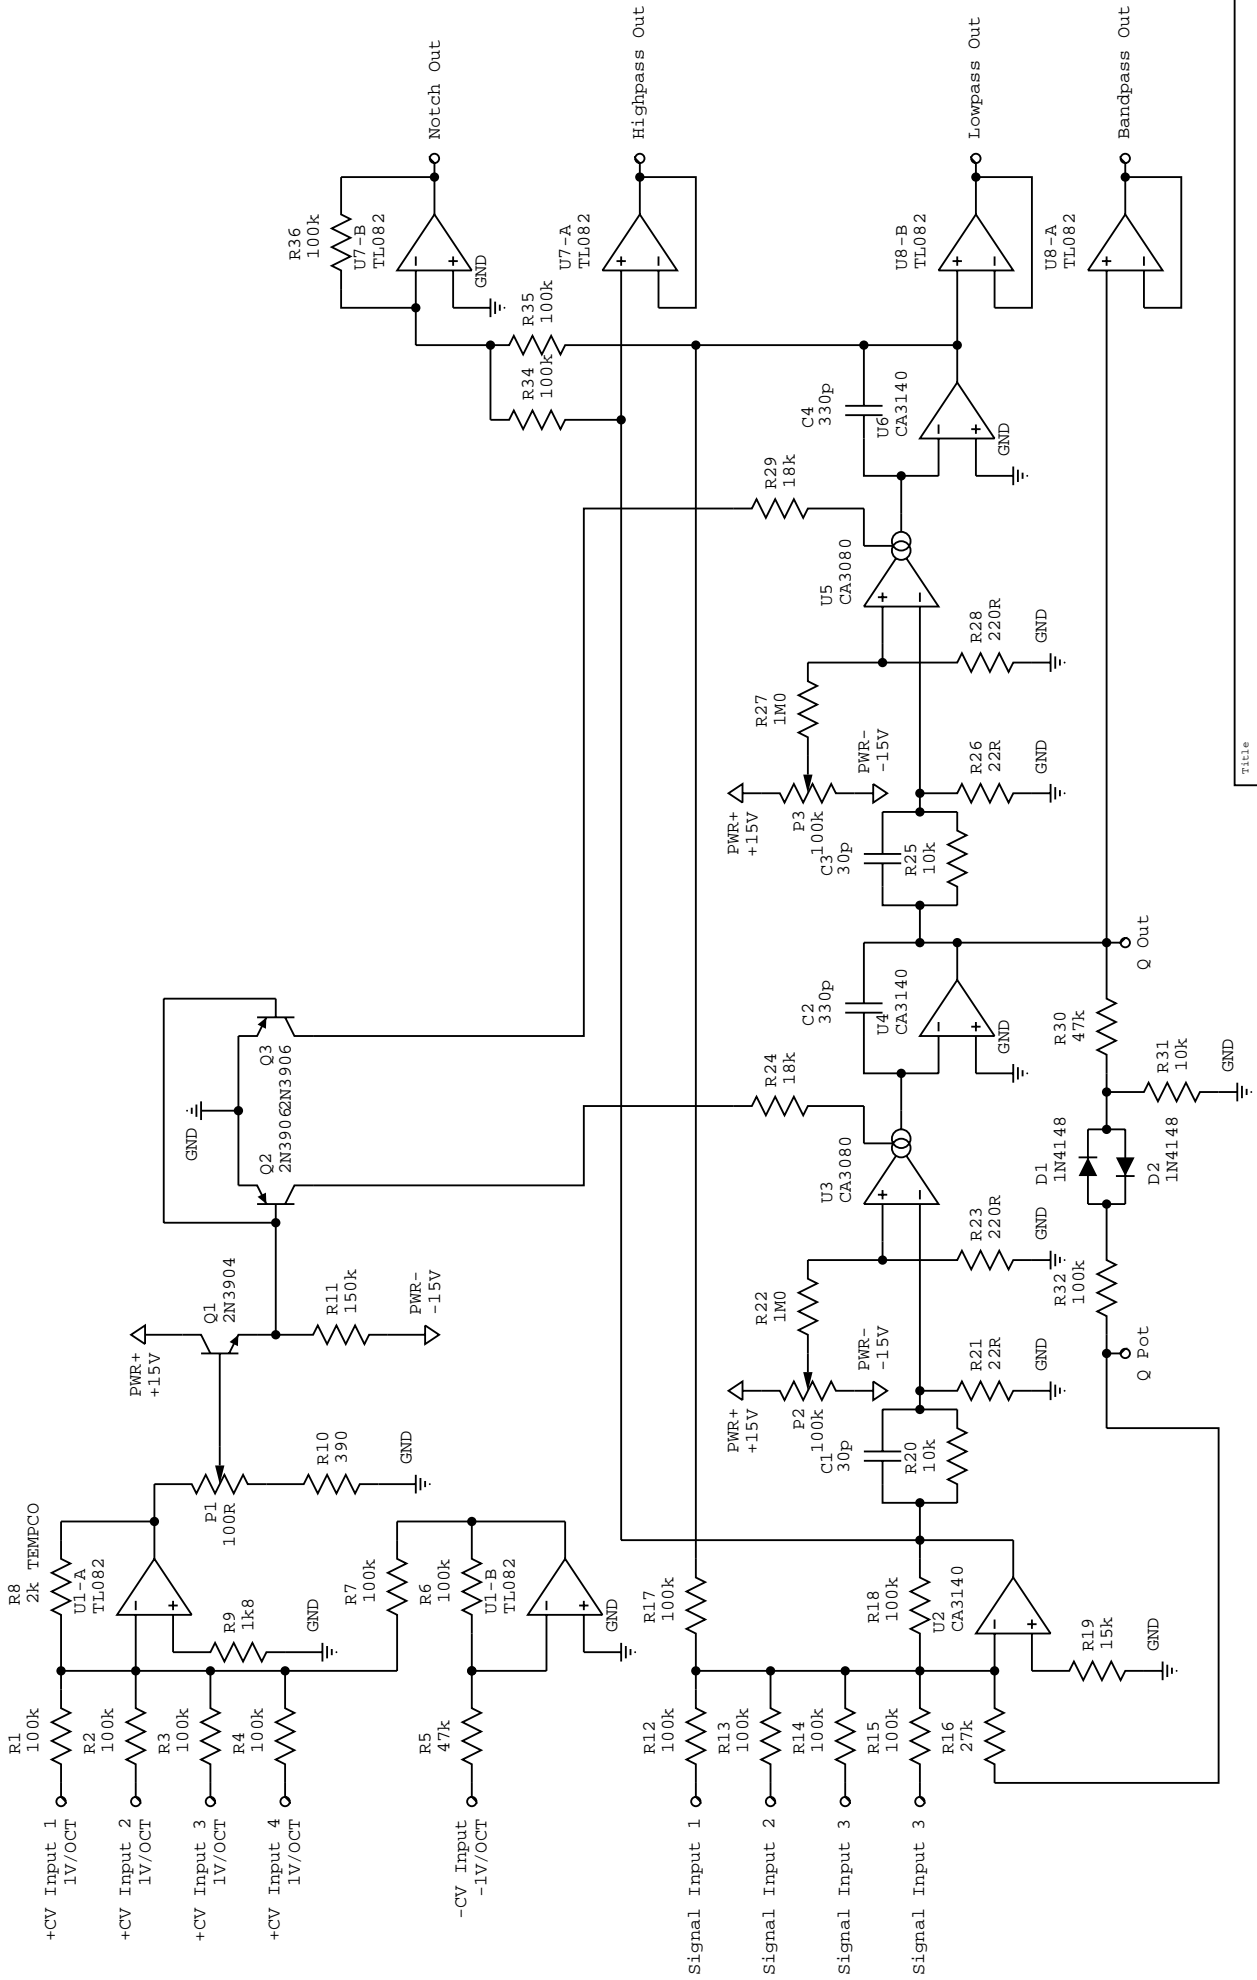 +CV Input 1
1V/OCT
R1
100k
R8
2k TEMPCO
U1-A
TL082
+CV Input 2
1V/OCT
R2
100k
+CV Input 3
1V/OCT
R3
100k
R9
1k8
GND
+CV Input 4
1V/OCT
R4
100k
P1
100R
R10
390
GND
PWR+
+15V
Q1
2N3904
R11
150k
PWR-
-15V
GND
Q2
2N3906
Q3
2N3906
R7
100k
-CV Input
-1V/OCT
R5
47k
R6
100k
U1-B
TL082
GND
R36
100k
U7-B
TL082
GND
Notch Out
R34
100k
R35
100k
U7-A
TL082
Highpass Out
Signal Input 1
R12
100k
R17
100k
Signal Input 2
R13
100k
Signal Input 3
R14
100k
Signal Input 3
R15
100k
R18
100k
U2
CA3140
R16
27k
R19
15k
GND
PWR+
+15V
P2
100k
PWR-
-15V
R22
1M0
C1
30p
R20
10k
R21
22R
GND
R23
220R
GND
U3
CA3080
R24
18k
C2
330p
U4
CA3140
GND
PWR+
+15V
P3
100k
PWR-
-15V
R27
1M0
C3
30p
R25
10k
R26
22R
GND
R28
220R
GND
U5
CA3080
R29
18k
C4
330p
U6
CA3140
GND
U8-B
TL082
Lowpass Out
U8-A
TL082
Bandpass Out
Q Pot
R32
100k
D1
1N4148
D2
1N4148
R30
47k
R31
10k
GND
Q Out
Title